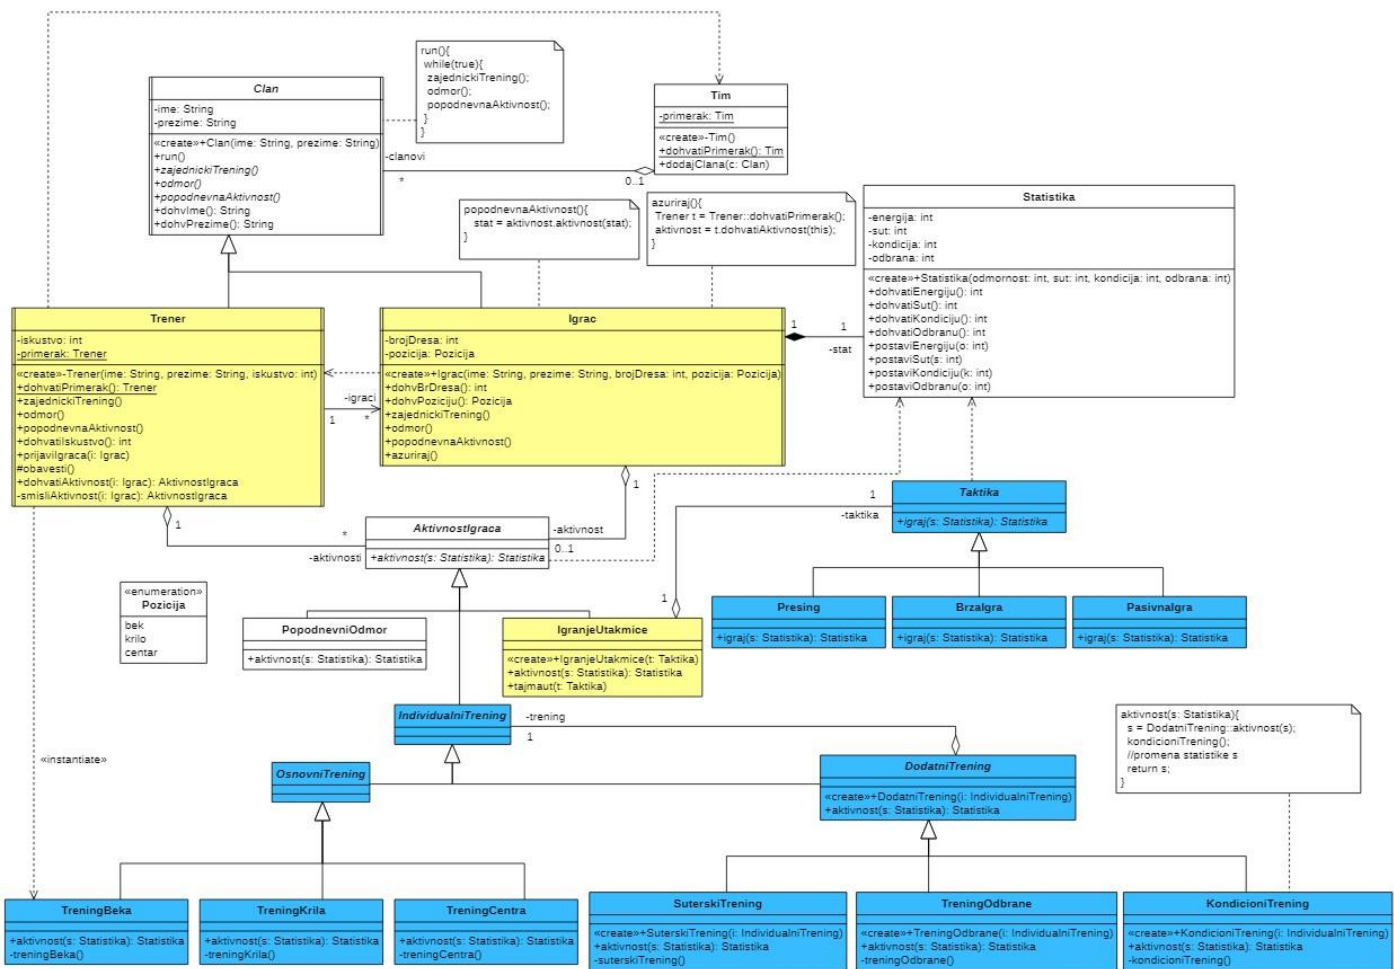 run(){
while(true){
zajednickiTrening();
odmor();
popodnevnaAktivnost();
}
}
Clan
-ime: String
-prezime: String
«create»+Clan(ime: String, prezime: String)
+run()
+zajednickiTrening()
+odmor()
+popodnevnaAktivnost()
+dohvIme(): String
+dohvPrezime(): String
-clanovi
*
0..1
Tim
-primerak: Tim
«create»-Tim()
+dohvatiPrimerak(): Tim
+dodajClana(c: Clan)
popodnevnaAktivnost(){
stat = aktivnost.aktivnost(stat);
}
azuriraj(){
Trener t = Trener::dohvatiPrimerak();
aktivnost = t.dohvatiAktivnost(this);
}
Statistika
-energija: int
-sut: int
-kondicija: int
-odbrana: int
«create»+Statistika(odmornost: int, sut: int, kondicija: int, odbrana: int)
+dohvatiEnergiju(): int
+dohvatiSut(): int
+dohvatiKondiciju(): int
+dohvatiOdbranu(): int
+postaviEnergiju(o: int)
+postaviSut(s: int)
+postaviKondiciju(k: int)
+postaviOdbranu(o: int)
Trener
-iskustvo: int
-primerak: Trener
«create»-Trener(ime: String, prezime: String, iskustvo: int)
+dohvatiPrimerak(): Trener
+zajednickiTrening()
+odmor()
+popodnevnaAktivnost()
+dohvatiIskustvo(): int
+prijaviIgraca(i: Igrac)
#obavesti()
+dohvatiAktivnost(i: Igrac): AktivnostIgraca
-smisliAktivnost(i: Igrac): AktivnostIgraca
-igraci
1
*
Igrac
-brojDresa: int
-pozicija: Pozicija
«create»+Igrac(ime: String, prezime: String, brojDresa: int, pozicija: Pozicija)
+dohvBrDresa(): int
+dohvPoziciju(): Pozicija
+zajednickiTrening()
+odmor()
+popodnevnaAktivnost()
+azuriraj()
1
1
-stat
1
*
-aktivnosti
AktivnostIgraca
+aktivnost(s: Statistika): Statistika
1
-aktivnost
0..1
1
-taktika
1
Taktika
+igraj(s: Statistika): Statistika
Presing
+igraj(s: Statistika): Statistika
BrzaIgra
+igraj(s: Statistika): Statistika
PasivnaIgra
+igraj(s: Statistika): Statistika
«enumeration»
Pozicija
bek
krilo
centar
PopodnevniOdmor
+aktivnost(s: Statistika): Statistika
IgranjeUtakmice
«create»+IgranjeUtakmice(t: Taktika)
+aktivnost(s: Statistika): Statistika
+tajmaut(t: Taktika)
IndividualniTrening
-trening
1
aktivnost(s: Statistika){
s = DodatniTrening::aktivnost(s);
kondicioniTrening();
//promena statistike s
return s;
}
«instantiate»
OsnovniTrening
DodatniTrening
«create»+DodatniTrening(i: IndividualniTrening)
+aktivnost(s: Statistika): Statistika
TreningBeka
+aktivnost(s: Statistika): Statistika
-treningBeka()
TreningKrila
+aktivnost(s: Statistika): Statistika
-treningKrila()
TreningCentra
+aktivnost(s: Statistika): Statistika
-treningCentra()
SuterskiTrening
«create»+SuterskiTrening(i: IndividualniTrening)
+aktivnost(s: Statistika): Statistika
-suterskiTrening()
TreningOdbrane
«create»+TreningOdbrane(i: IndividualniTrening)
+aktivnost(s: Statistika): Statistika
-treningOdbrane()
KondicioniTrening
«create»+KondicioniTrening(i: IndividualniTrening)
+aktivnost(s: Statistika): Statistika
-kondicioniTrening()